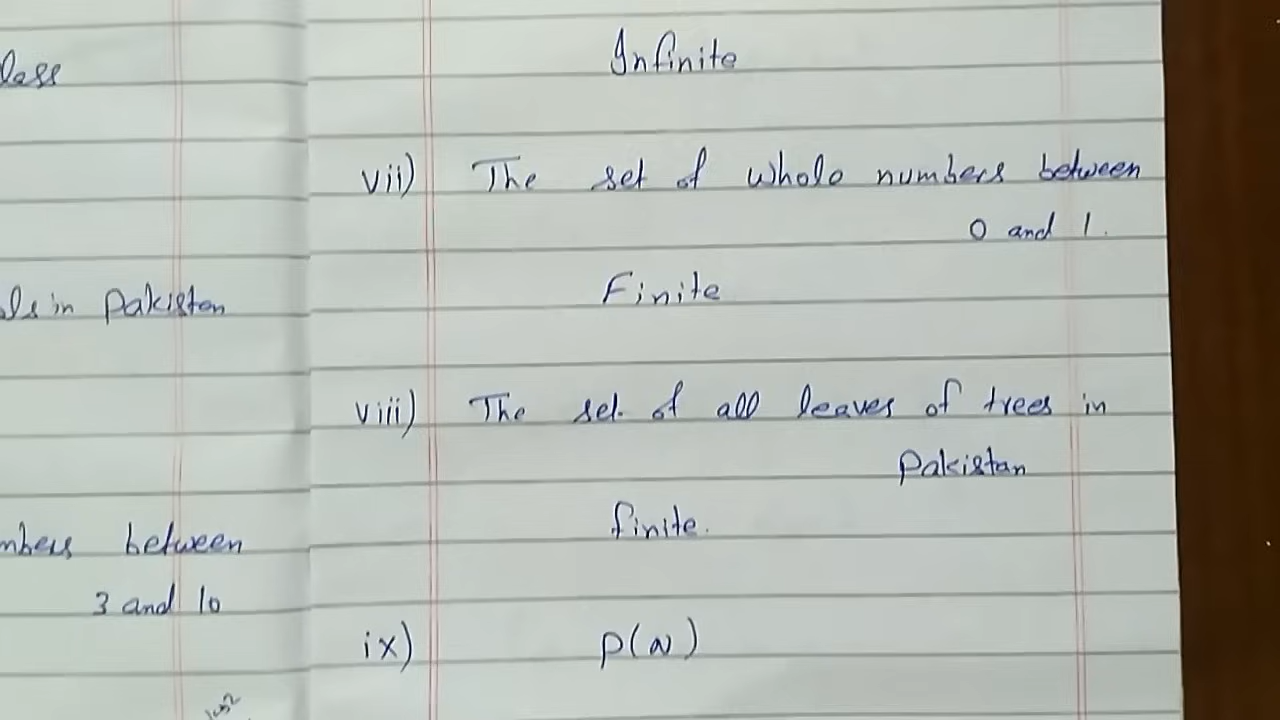 less
ls in Pakistan
mbers between
3 and 10
Infinite
vii) The set of whole numbers between
0 and 1.
Finite
viii) The set of all leaves of trees in
Pakistan
finite.
ix) P(N)